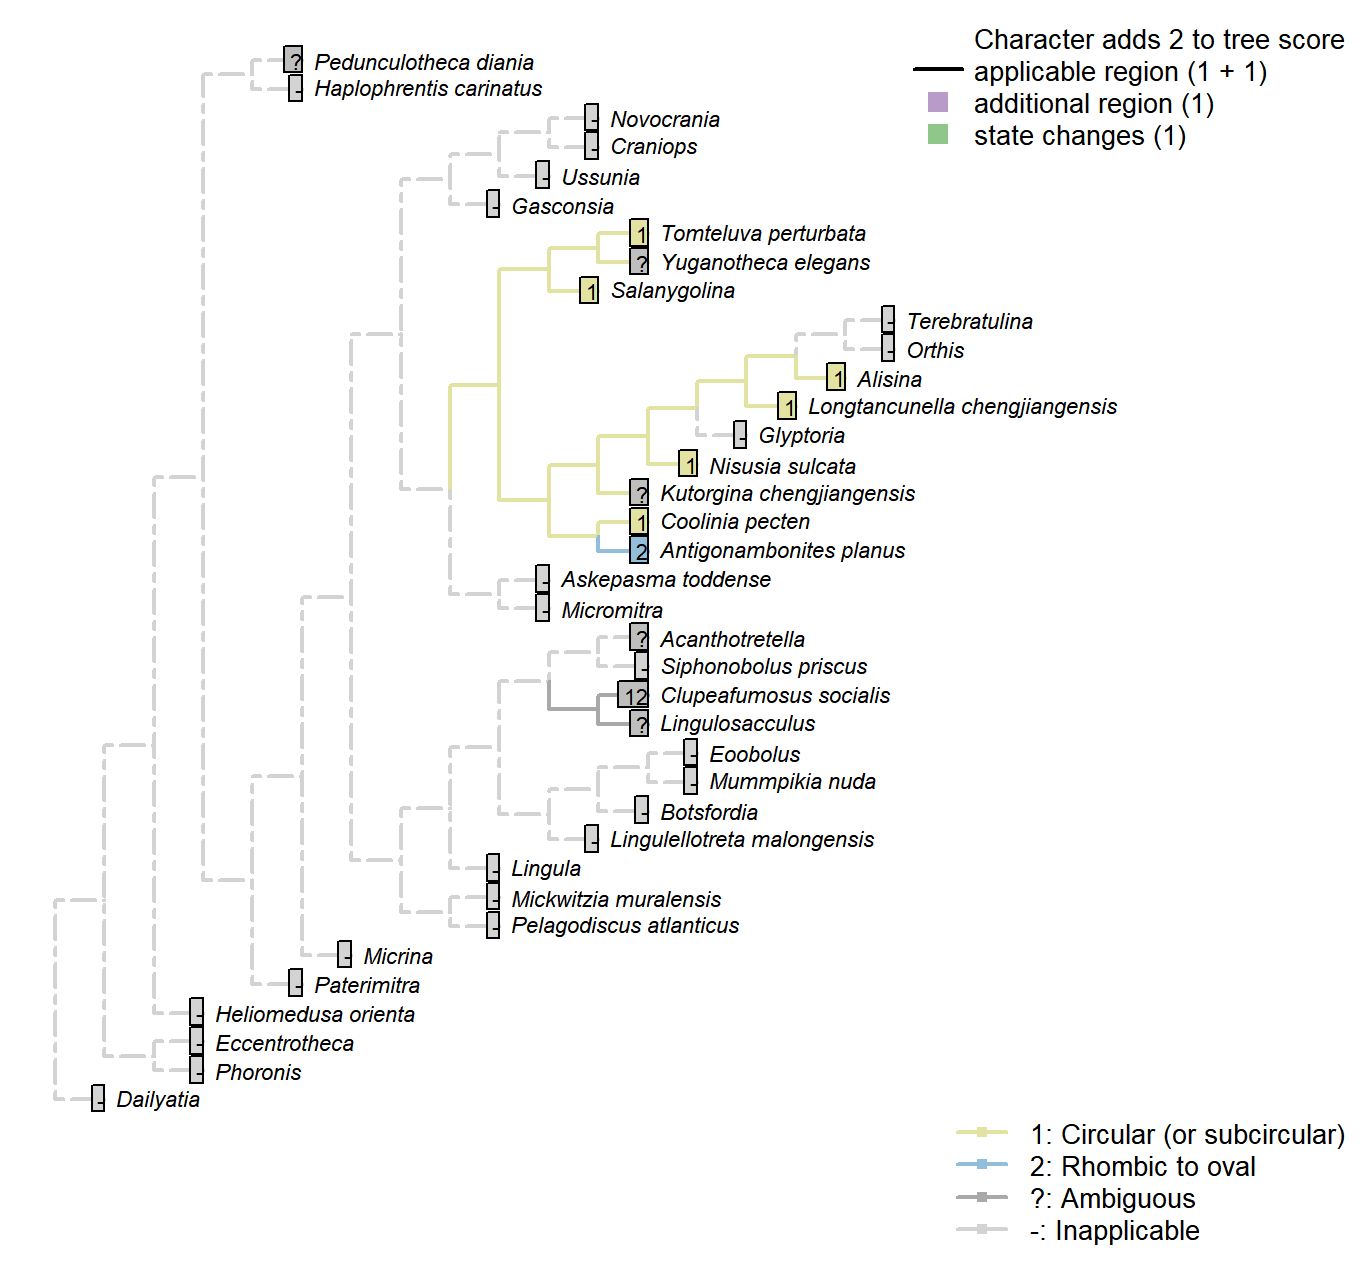 Character adds 2 to tree score
applicable region (1 + 1)
additional region (1)
state changes (1)
? Pedunculotheca diania
- Haplophrentis carinatus
- Novocrania
- Craniops
- Ussunia
- Gasconsia
1 Tomteluva perturbata
? Yuganotheca elegans
1 Salanygolina
- Terebratulina
- Orthis
1 Alisina
1 Longtancunella chengjiangensis
- Glyptoria
1 Nisusia sulcata
? Kutorgina chengjiangensis
1 Coolinia pecten
2 Antigonambonites planus
- Askepasma toddense
- Micromitra
? Acanthotretella
- Siphonobolus priscus
12 Clupeafumosus socialis
? Lingulosacculus
- Eoobolus
- Mummpikia nuda
- Botsfordia
- Lingulellotreta malongensis
- Lingula
- Mickwitzia muralensis
- Pelagodiscus atlanticus
- Micrina
- Paterimitra
- Heliomedusa orienta
- Eccentrotheca
- Phoronis
- Dailyatia
1: Circular (or subcircular)
2: Rhombic to oval
?: Ambiguous
-: Inapplicable